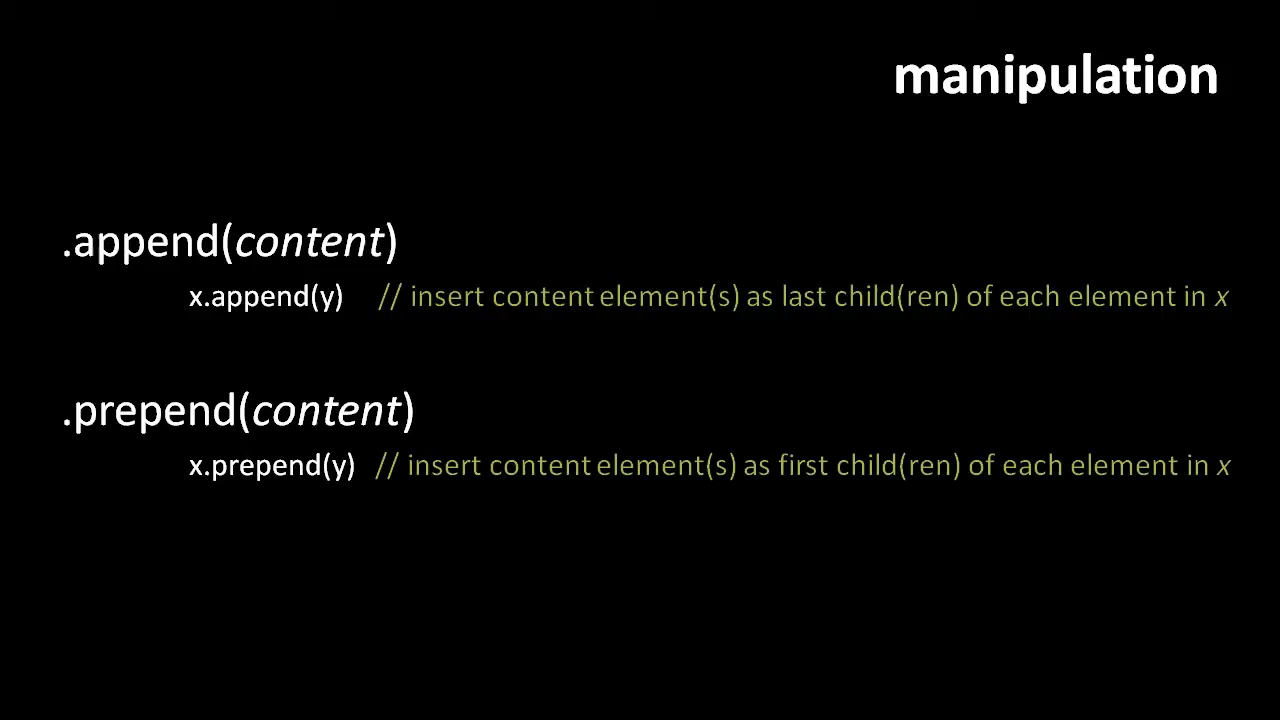 manipulation
.append(content)
x.append(y) // insert content element(s) as last child(ren) of each element in x
.prepend(content)
x.prepend(y) // insert content element(s) as first child(ren) of each element in x